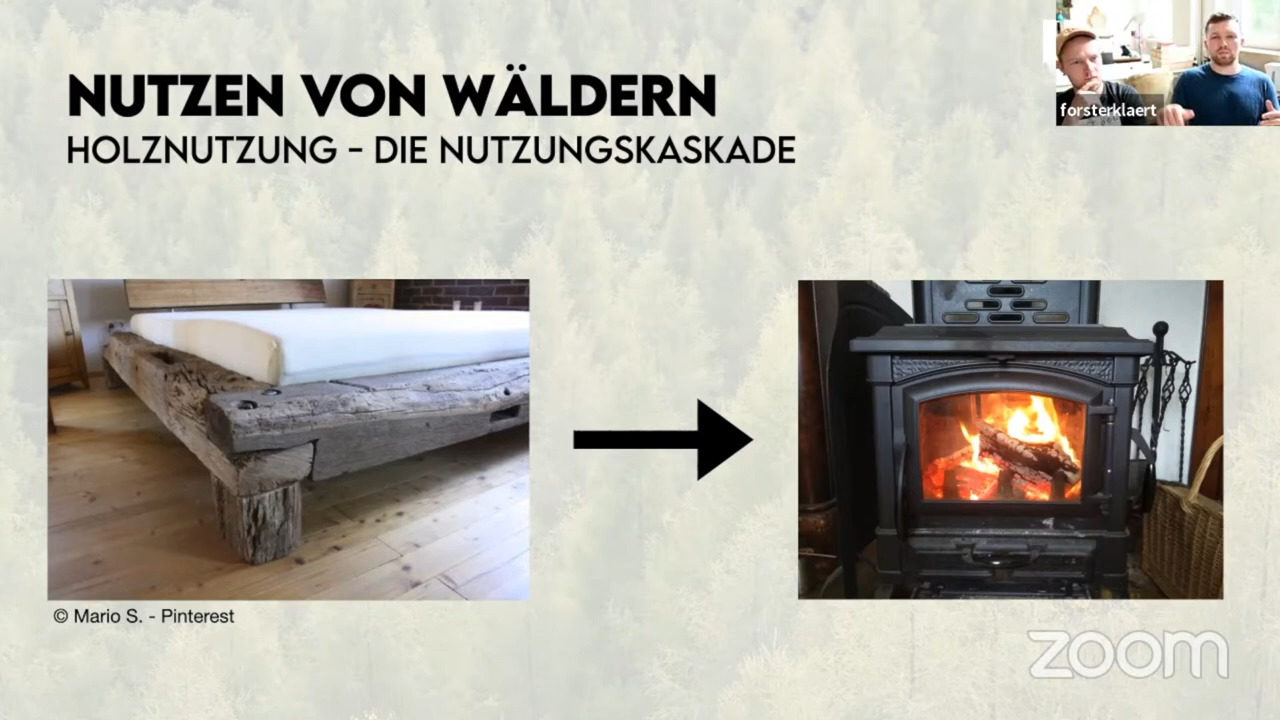 NUTZEN VON WÄLDERN
HOLZNUTZUNG - DIE NUTZUNGSKASKADE
forsterklaert
© Mario S. - Pinterest
zoom